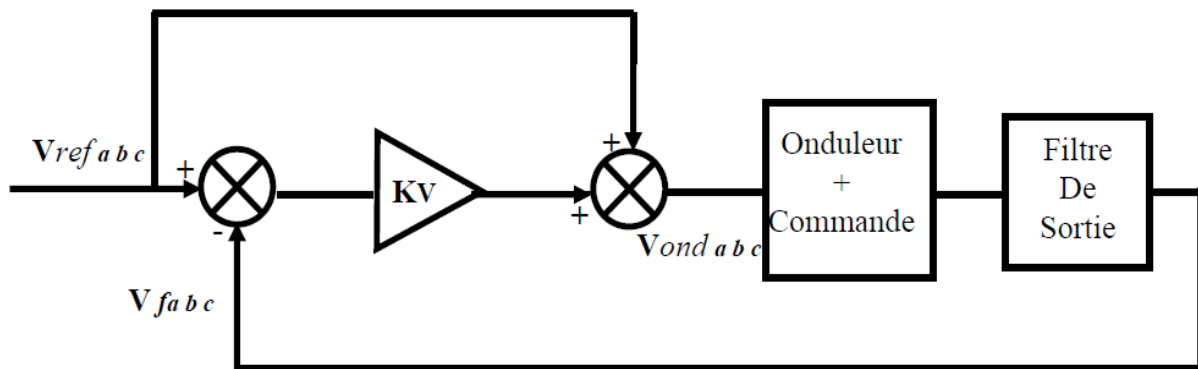 +
Vref a b c
+
-
KV
+
+
Vond a b c
Onduleur
+
Commande
Filtre
De
Sortie
V fa b c